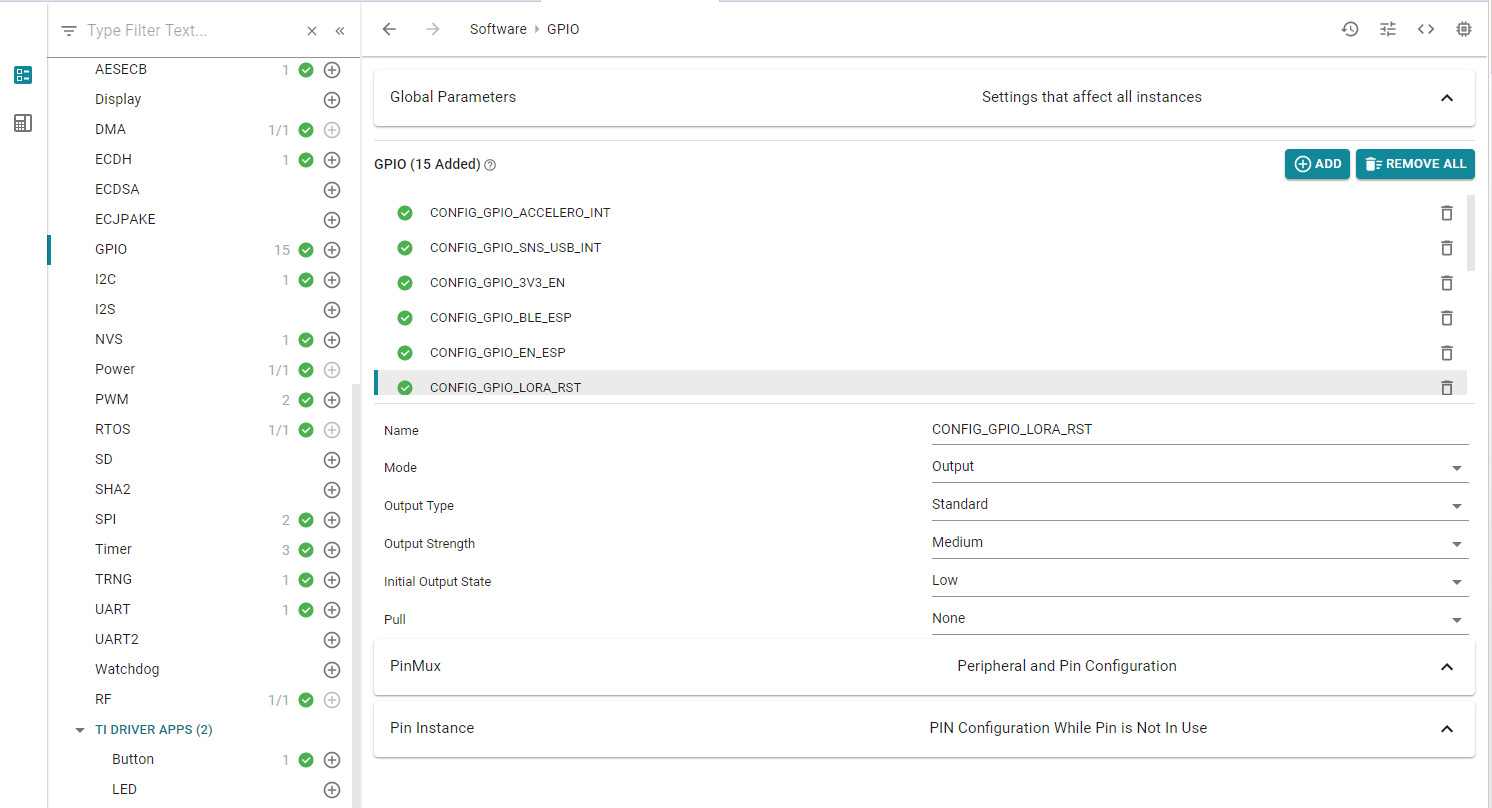 Type Filter Text...
AESECB 1
Display
DMA 1/1
ECDH 1
ECDSA
ECJPAKE
GPIO 15
I2C 1
I2S
NVS 1
Power 1/1
PWM 2
RTOS 1/1
SD
SHA2
SPI 2
Timer 3
TRNG 1
UART 1
UART2
Watchdog
RF 1/1
TI DRIVER APPS (2)
Button 1
LED
Software GPIO
Global Parameters Settings that affect all instances
GPIO (15 Added) ADD REMOVE ALL
CONFIG_GPIO_ACCELERO_INT
CONFIG_GPIO_SNS_USB_INT
CONFIG_GPIO_3V3_EN
CONFIG_GPIO_BLE_ESP
CONFIG_GPIO_EN_ESP
CONFIG_GPIO_LORA_RST
Name CONFIG_GPIO_LORA_RST
Mode Output
Output Type Standard
Output Strength Medium
Initial Output State Low
Pull None
PinMux Peripheral and Pin Configuration
Pin Instance PIN Configuration While Pin is Not In Use